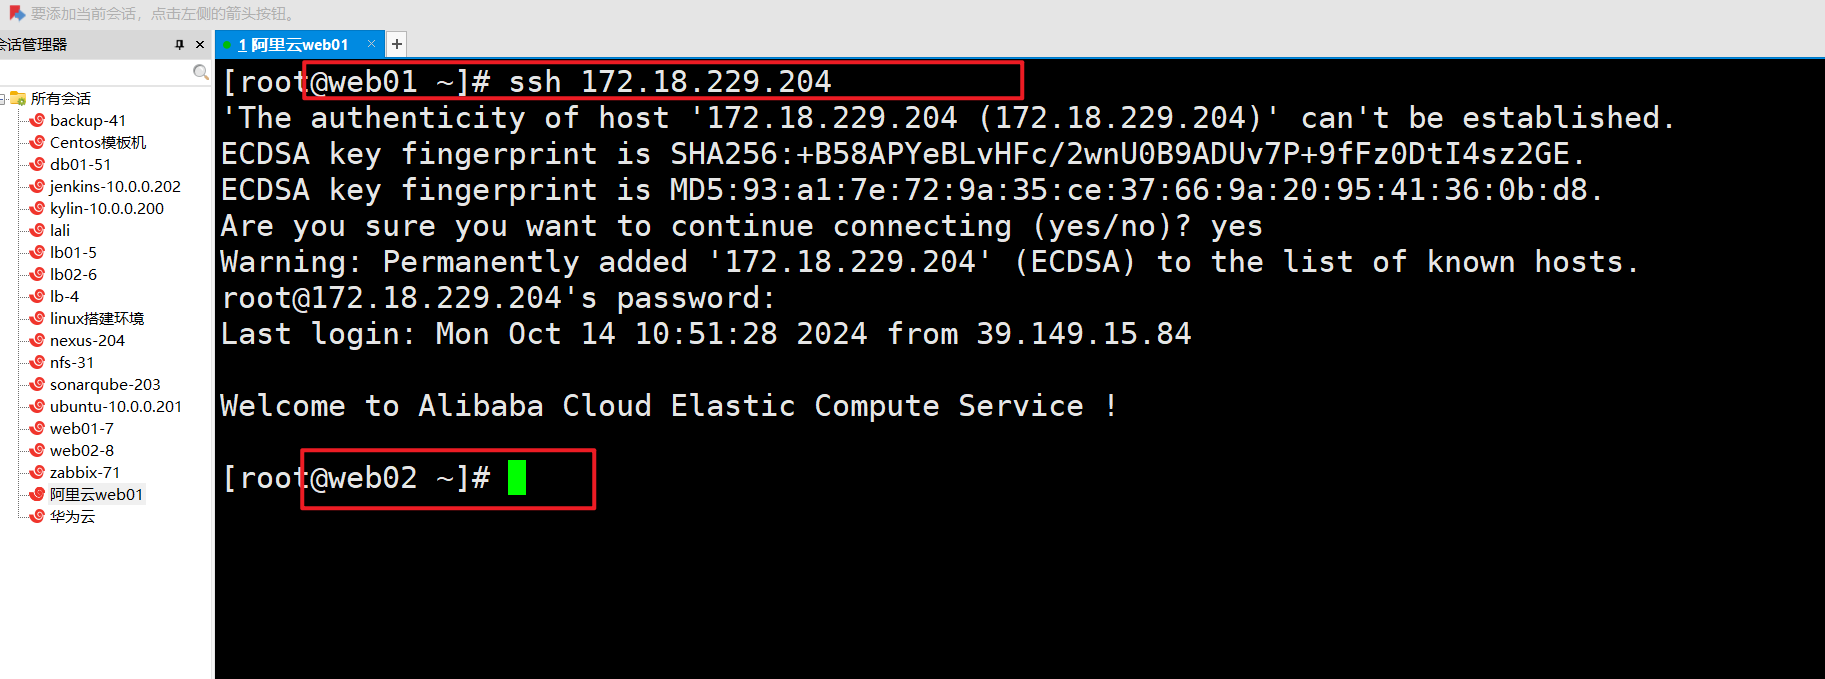 要添加当前会话，点击左侧的箭头按钮。
会话管理器
1 阿里云web01
所有会话
backup-41
Centos模板机
db01-51
jenkins-10.0.0.202
kylin-10.0.0.200
lali
lb01-5
lb02-6
lb-4
linux搭建环境
nexus-204
nfs-31
sonarqube-203
ubuntu-10.0.0.201
web01-7
web02-8
zabbix-71
阿里云web01
华为云
[root@web01 ~]# ssh 172.18.229.204
'The authenticity of host '172.18.229.204 (172.18.229.204)' can't be established.
ECDSA key fingerprint is SHA256:+B58APYeBLvHFc/2wnU0B9ADUv7P+9fFz0DtI4sz2GE.
ECDSA key fingerprint is MD5:93:a1:7e:72:9a:35:ce:37:66:9a:20:95:41:36:0b:d8.
Are you sure you want to continue connecting (yes/no)? yes
Warning: Permanently added '172.18.229.204' (ECDSA) to the list of known hosts.
root@172.18.229.204's password:
Last login: Mon Oct 14 10:51:28 2024 from 39.149.15.84
Welcome to Alibaba Cloud Elastic Compute Service !
[root@web02 ~]#